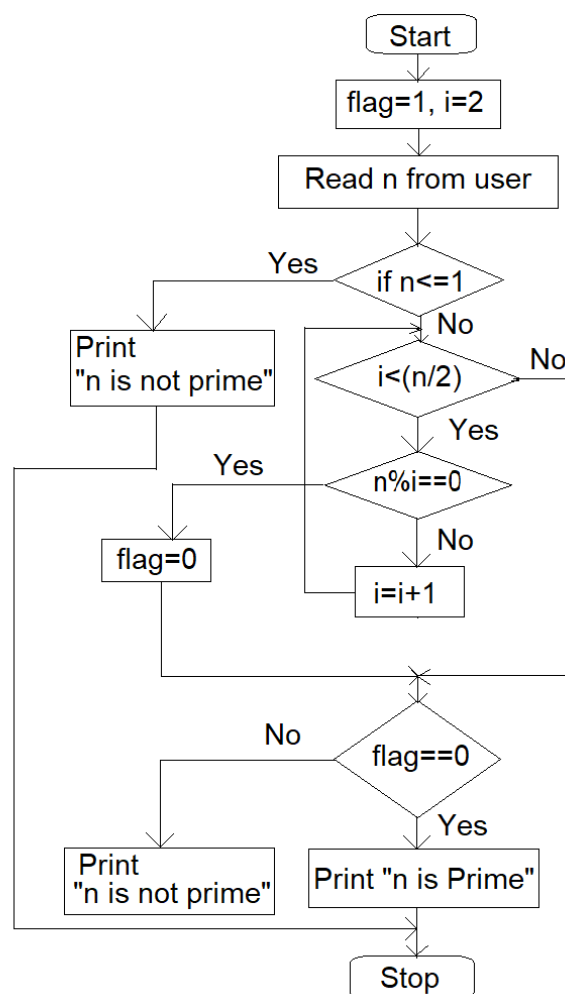 Start
flag=1, i=2
Read n from user
Yes
if n<=1
No
Print
"n is not prime"
i<(n/2)
No
Yes
Yes
n%i==0
No
flag=0
i=i+1
No
flag==0
Yes
Print
"n is not prime"
Print "n is Prime"
Stop